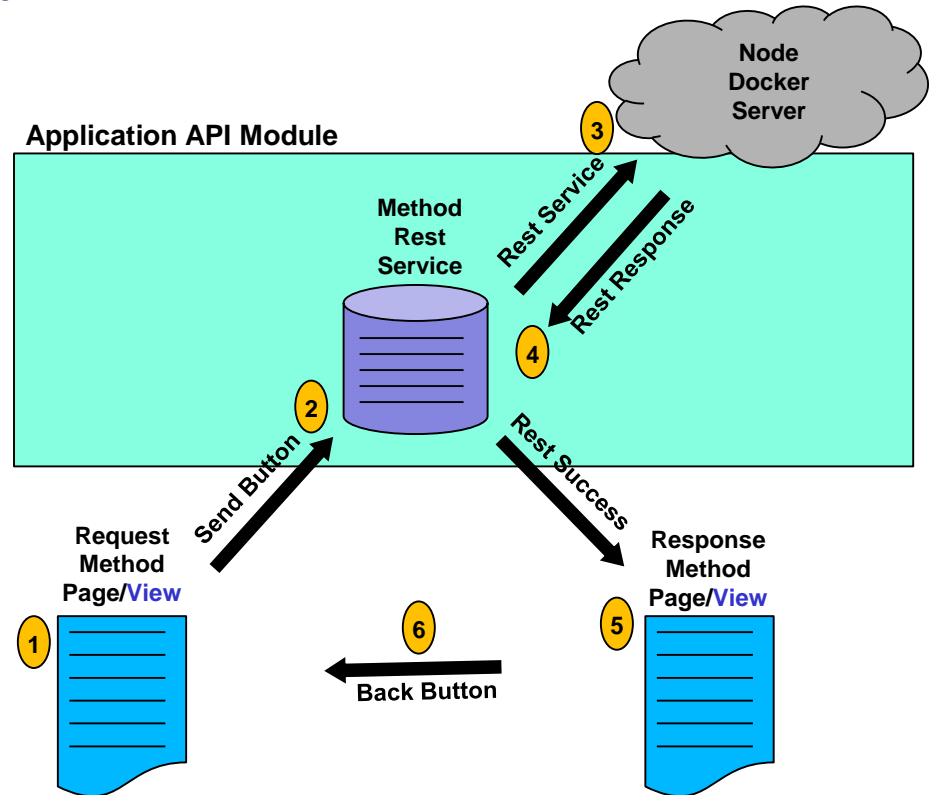 Node
Docker
Server
3
Application API Module
Rest Service
Method
Rest
Service
Rest Response
4
2
Send Button
Rest Success
Request
Method
Page/View
Response
Method
Page/View
1
6
5
Back Button